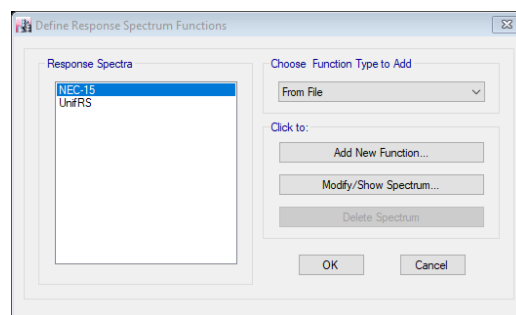 Define Response Spectrum Functions
Response Spectra
NEC-15
UnifRS
Choose Function Type to Add
From File
Click to:
Add New Function...
Modify/Show Spectrum...
Delete Spectrum
OK
Cancel